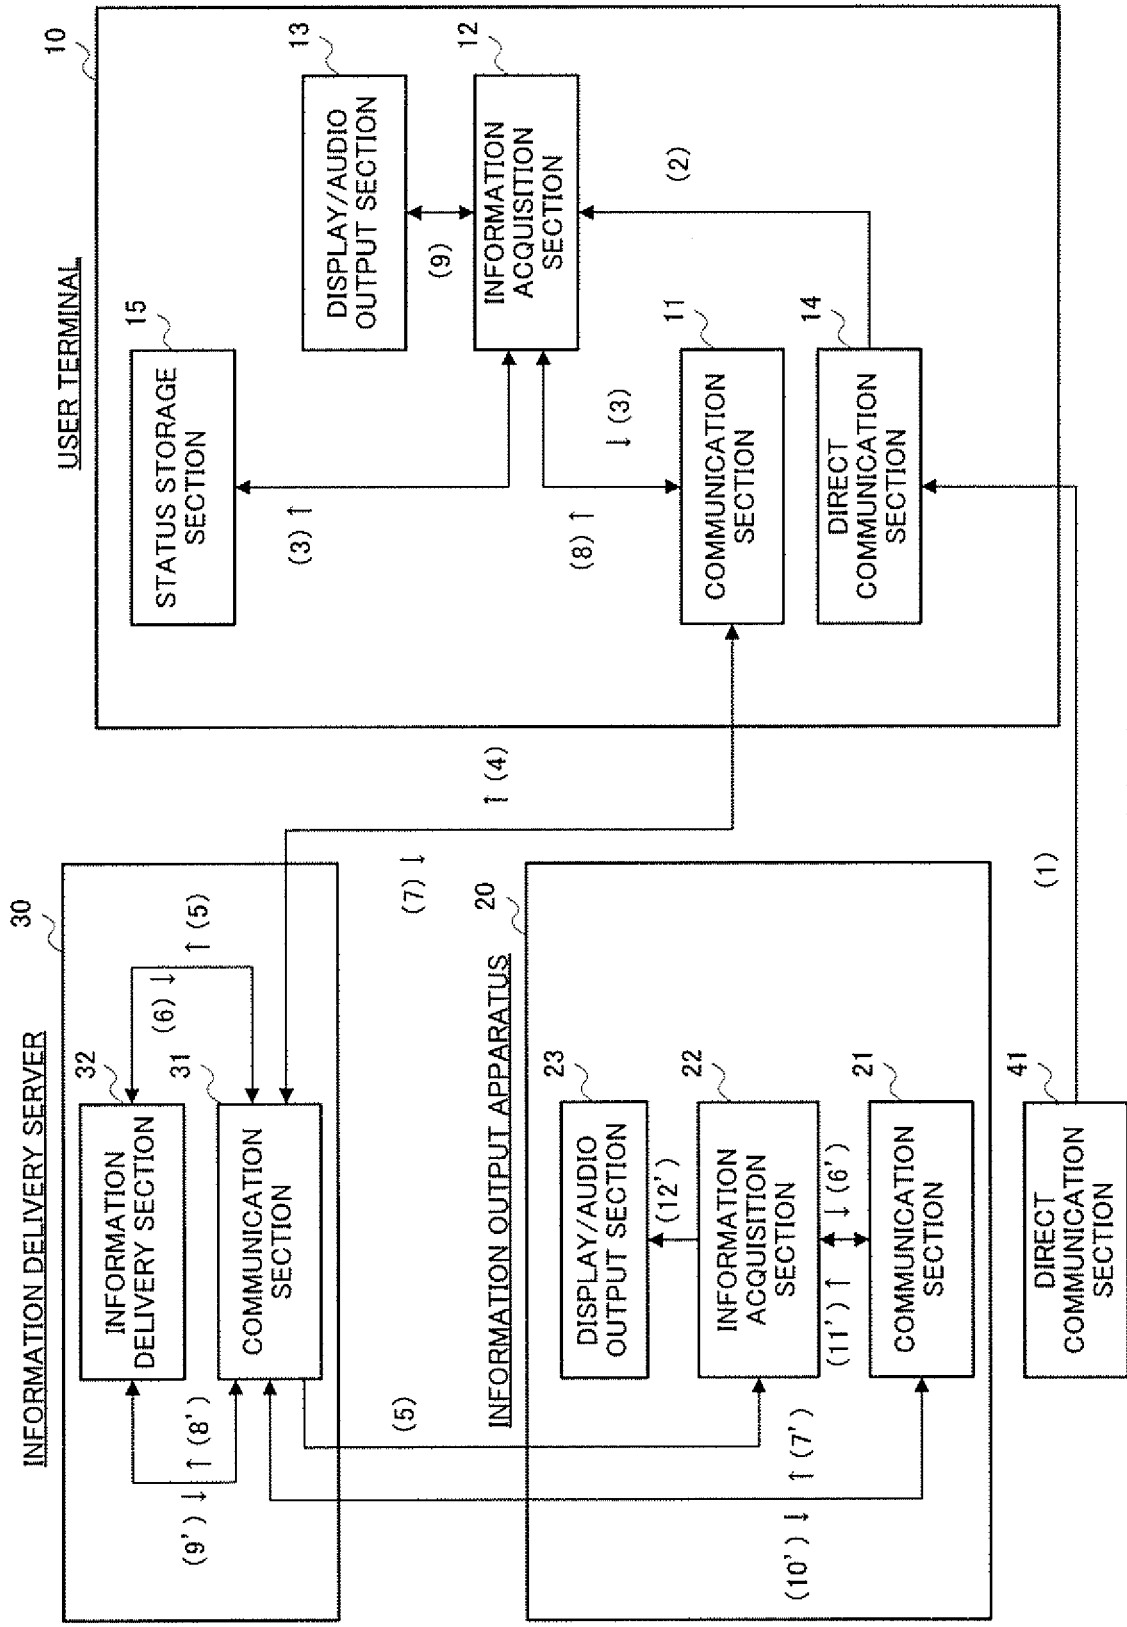 INFORMATION DELIVERY SERVER
30
INFORMATION
DELIVERY SECTION
32
COMMUNICATION
SECTION
31
(6) ↓
↑ (5)
(9') ↓
↑ (8')
(5)
(7) ↓
↑ (4)
INFORMATION OUTPUT APPARATUS
20
DISPLAY/AUDIO
OUTPUT SECTION
23
(12')
INFORMATION
ACQUISITION
SECTION
22
(11') ↑
↓ (6')
COMMUNICATION
SECTION
21
(10') ↓
↑ (7')
DIRECT
COMMUNICATION
SECTION
41
(1)
USER TERMINAL
10
STATUS STORAGE
SECTION
15
(3) ↑
DISPLAY/AUDIO
OUTPUT SECTION
13
(9)
INFORMATION
ACQUISITION
SECTION
12
(8) ↑
↓ (3)
COMMUNICATION
SECTION
11
(2)
DIRECT
COMMUNICATION
SECTION
14